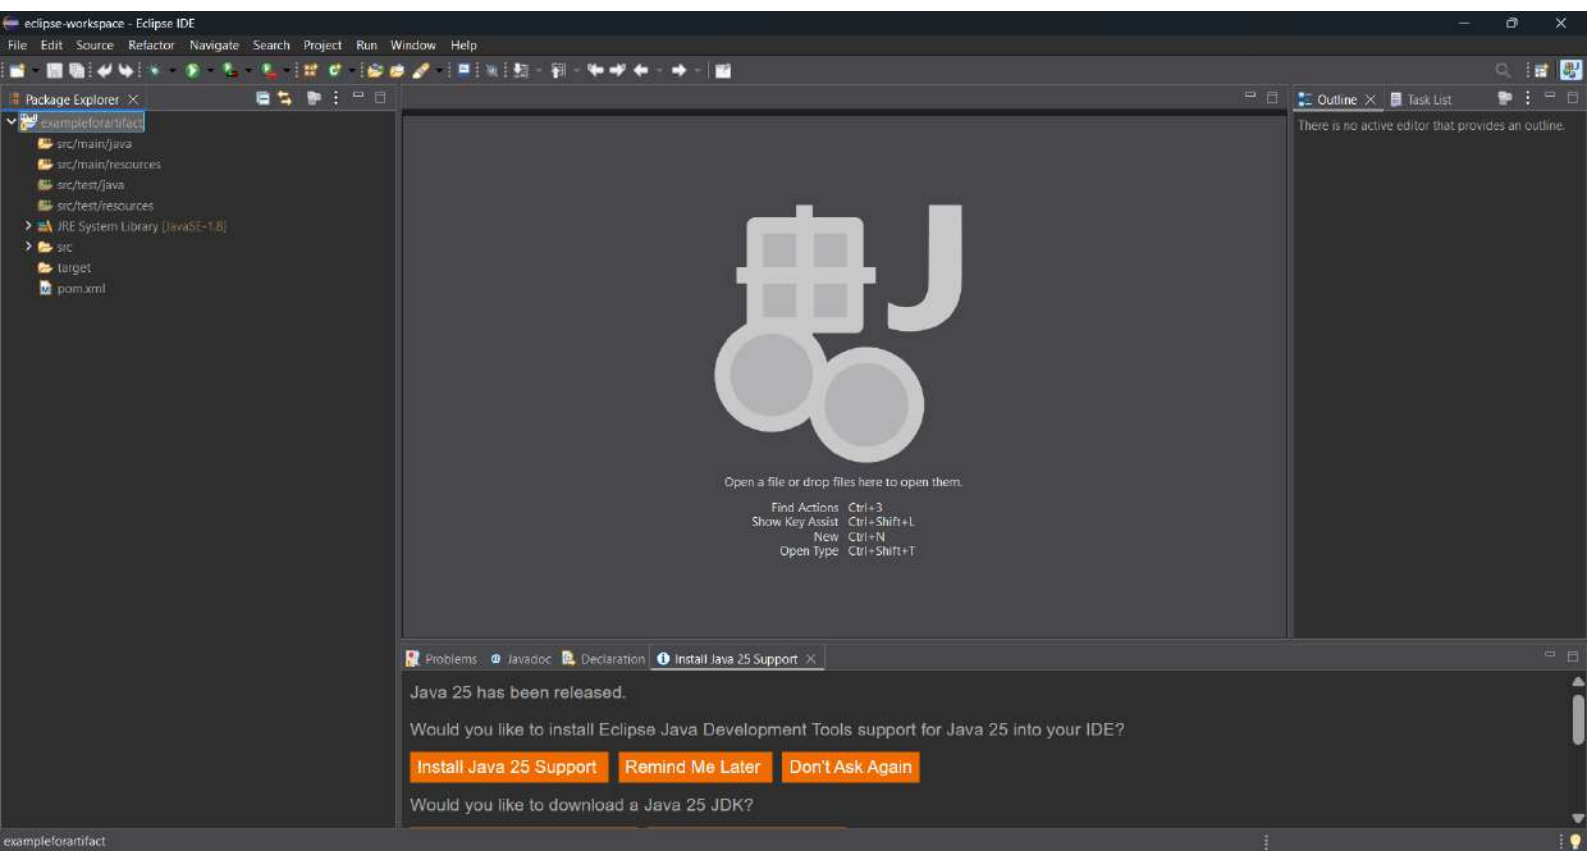 eclipse-workspace - Eclipse IDE
File Edit Source Refactor Navigate Search Project Run Window Help
Package Explorer
exampleforartifact
src/main/java
src/main/resources
src/test/java
src/test/resources
JRE System Library [JavaSE-1.8]
src
target
pom.xml
Open a file or drop files here to open them.
Find Actions Ctrl+3
Show Key Assist Ctrl+Shift+L
New Ctrl+N
Open Type Ctrl+Shift+T
Outline Task List
There is no active editor that provides an outline.
Problems Javadoc Declaration Install Java 25 Support
Java 25 has been released.
Would you like to install Eclipse Java Development Tools support for Java 25 into your IDE?
Install Java 25 Support Remind Me Later Don't Ask Again
Would you like to download a Java 25 JDK?
exampleforartifact